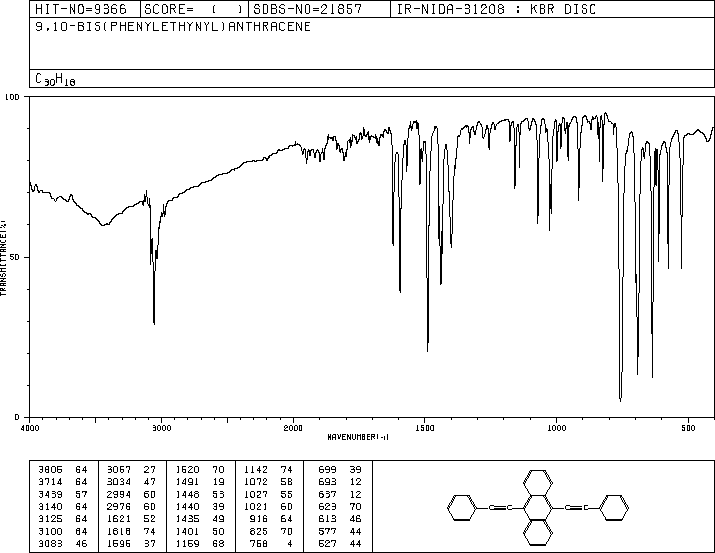 HIT-NO=9366 SCORE= ( ) SDBS-NO=21857 IR-NIDA-31208 : KBR DISC
9,10-BIS(PHENYLETHYNYL)ANTHRACENE
C30H18
100
50
0
TRANSMITTANCE(%)
4000 3000 2000 1500 1000 500
WAVENUMBER(-1)
3805 64 3057 27 1620 70 1142 74 699 39
3714 64 3034 47 1491 19 1072 58 693 12
3439 57 2994 60 1448 53 1027 55 637 12
3140 64 2976 60 1440 39 1021 60 623 70
3125 64 1621 52 1435 49 916 64 613 46
3100 64 1618 74 1401 50 825 70 577 44
3083 46 1595 37 1159 68 758 4 527 44